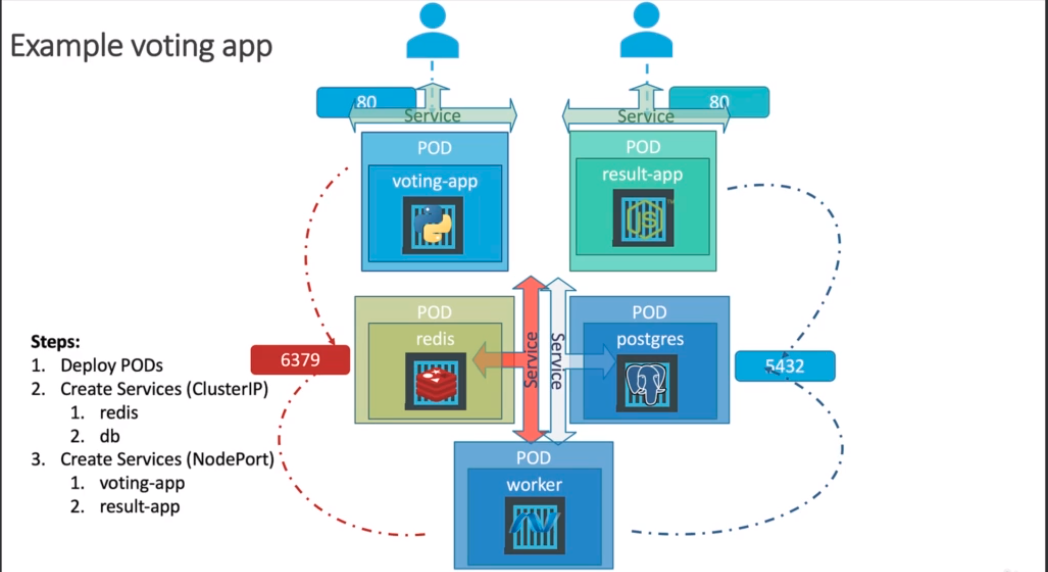 Example voting app
80
Service
80
Service
POD
voting-app
POD
result-app
JS
POD
redis
Service
Service
POD
postgres
6379
5432
POD
worker
Steps:
1. Deploy PODs
2. Create Services (ClusterIP)
1. redis
2. db
3. Create Services (NodePort)
1. voting-app
2. result-app